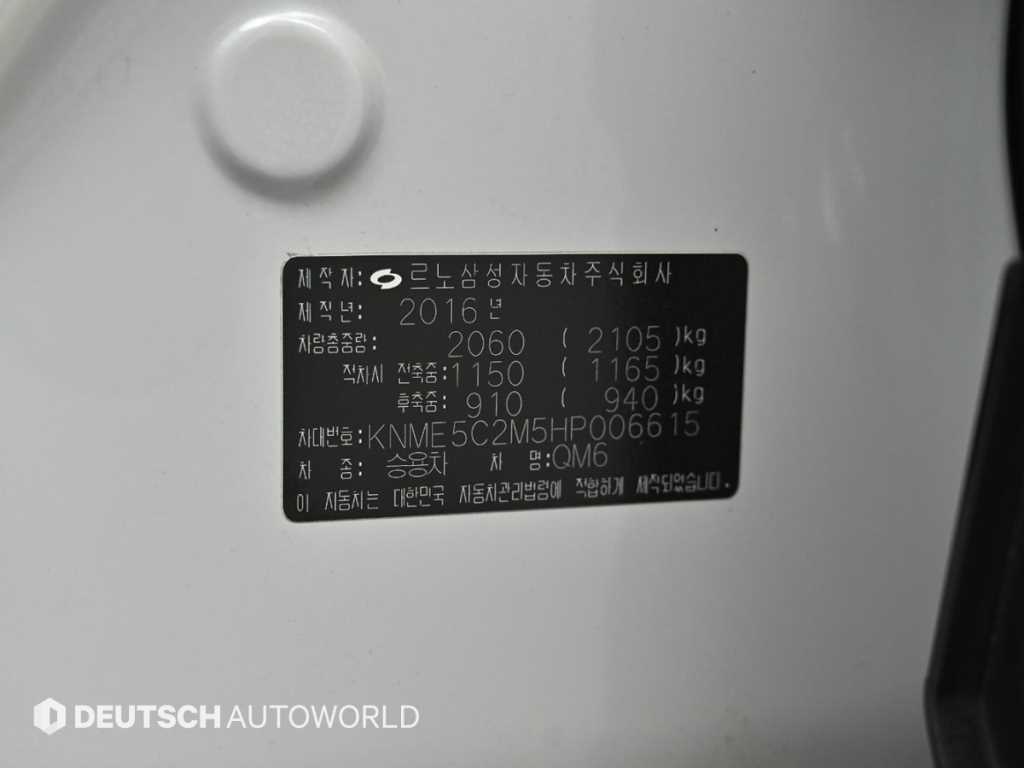 제작자: 르노삼성자동차주식회사
제작년: 2016년
차량총중량: 2060 ( 2105 )kg
적차시 전축중: 1150 ( 1165 )kg
후축중: 910 ( 940 )kg
차대번호: KNME5C2M5HP006615
차 종: 승용차 차 명: QM6
이 자동차는 대한민국 자동차관리법령에 적합하게 제작되었습니다.
DEUTSCH AUTOWORLD